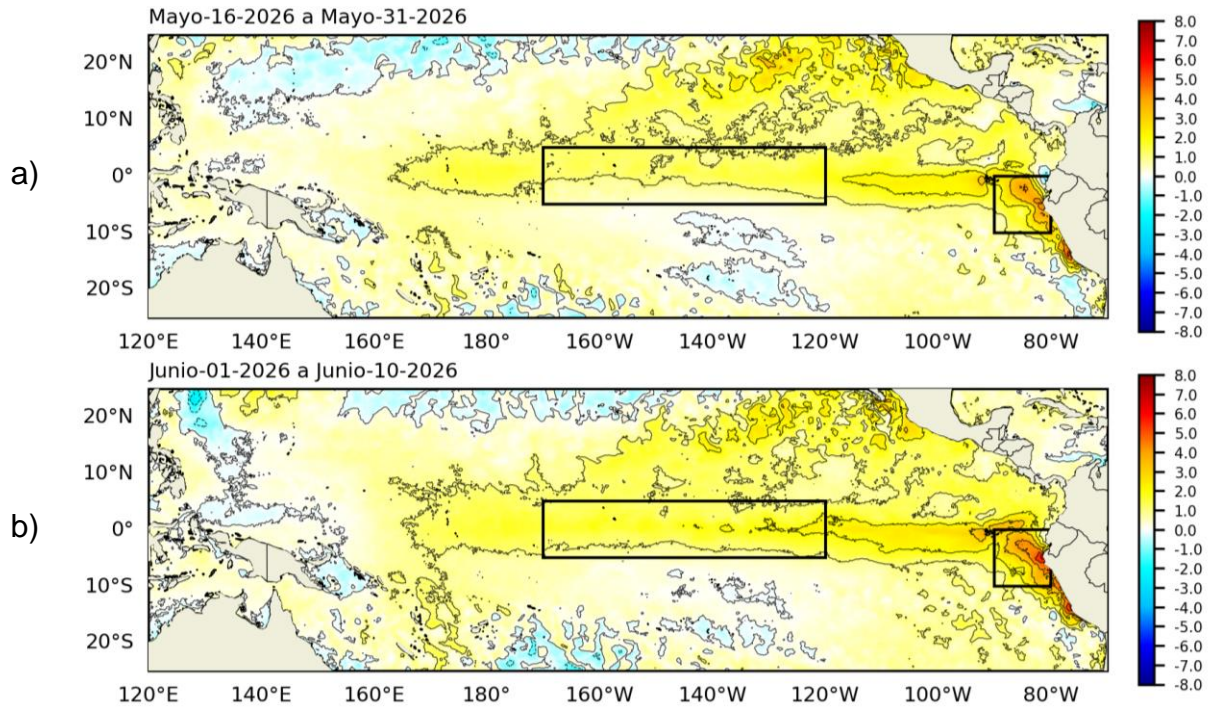 Mayo-16-2026 a Mayo-31-2026
a)
20°N
10°N
0°
10°S
20°S
120°E 140°E 160°E 180° 160°W 140°W 120°W 100°W 80°W
8.0
7.0
6.0
5.0
4.0
3.0
2.0
1.0
0.0
-1.0
-2.0
-3.0
-4.0
-5.0
-6.0
-7.0
-8.0
Junio-01-2026 a Junio-10-2026
b)
20°N
10°N
0°
10°S
20°S
120°E 140°E 160°E 180° 160°W 140°W 120°W 100°W 80°W
8.0
7.0
6.0
5.0
4.0
3.0
2.0
1.0
0.0
-1.0
-2.0
-3.0
-4.0
-5.0
-6.0
-7.0
-8.0